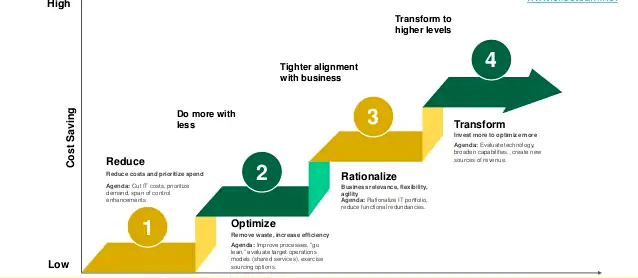 High
Transform to
higher levels
4
Tighter alignment
with business
3
Do more with
less
Transform
Invest more to optimize more
Agenda: Evaluate technology,
broaden capabilities, , create new
sources of revenue.
Cost Saving
Reduce
Reduce costs and prioritize spend
Agenda: Cut IT costs, prioritize
demand, span of control
enhancements
2
Rationalize
Business relevance, flexibility,
agility
Agenda: Rationalize IT portfolio,
reduce functional redundancies.
1
Optimize
Remove waste, increase efficiency
Agenda: Improve processes, "go
lean," evaluate target operations
models (shared services), exercise
sourcing options.
Low